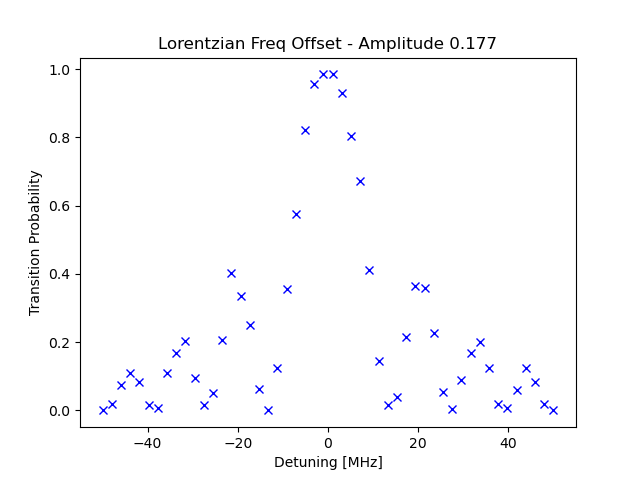 Lorentzian Freq Offset - Amplitude 0.177
1.0
0.8
0.6
0.4
0.2
0.0
Transition Probability
−40 −20 0 20 40
Detuning [MHz]